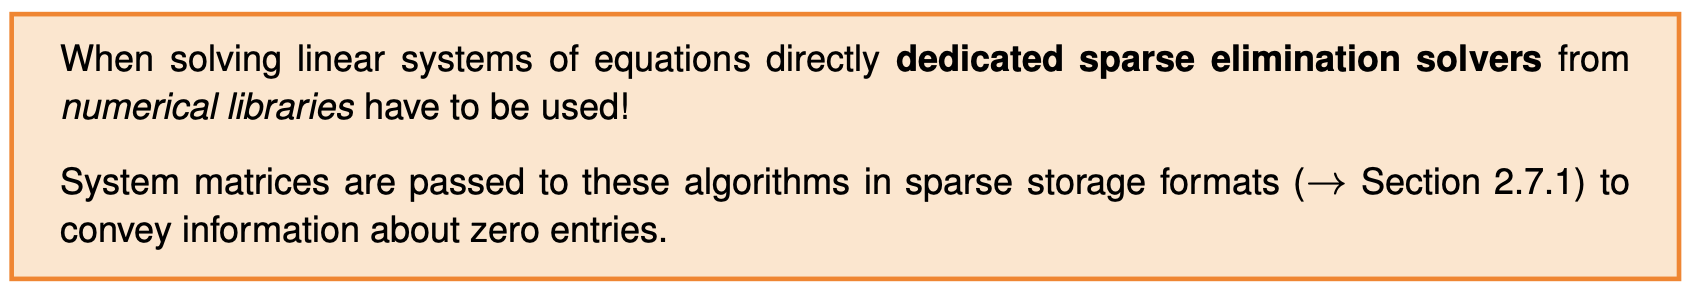 When solving linear systems of equations directly dedicated sparse elimination solvers from
numerical libraries have to be used!
System matrices are passed to these algorithms in sparse storage formats (→ Section 2.7.1) to
convey information about zero entries.